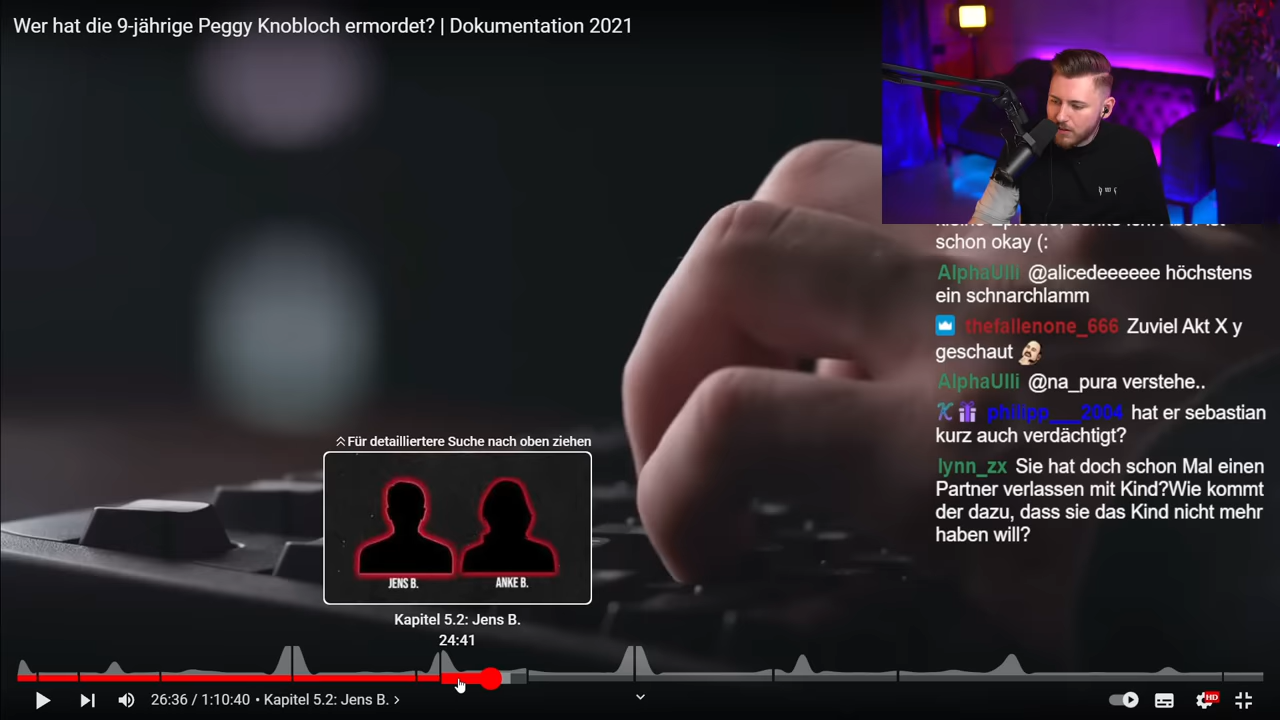 Wer hat die 9-jährige Peggy Knobloch ermordet? | Dokumentation 2021
schon okay (:
AlphaUlli @alicedeeeeee höchstens
ein schnarchlamm
thefallenone_666 Zuviel Akt X y
geschaut
AlphaUlli @na_pura verstehe..
philipp___2004 hat er sebastian
kurz auch verdächtigt?
lynn_zx Sie hat doch schon Mal einen
Partner verlassen mit Kind?Wie kommt
der dazu, dass sie das Kind nicht mehr
haben will?
Für detailliertere Suche nach oben ziehen
JENS B. ANKE B.
Kapitel 5.2: Jens B.
24:41
26:36 / 1:10:40 • Kapitel 5.2: Jens B.
HD